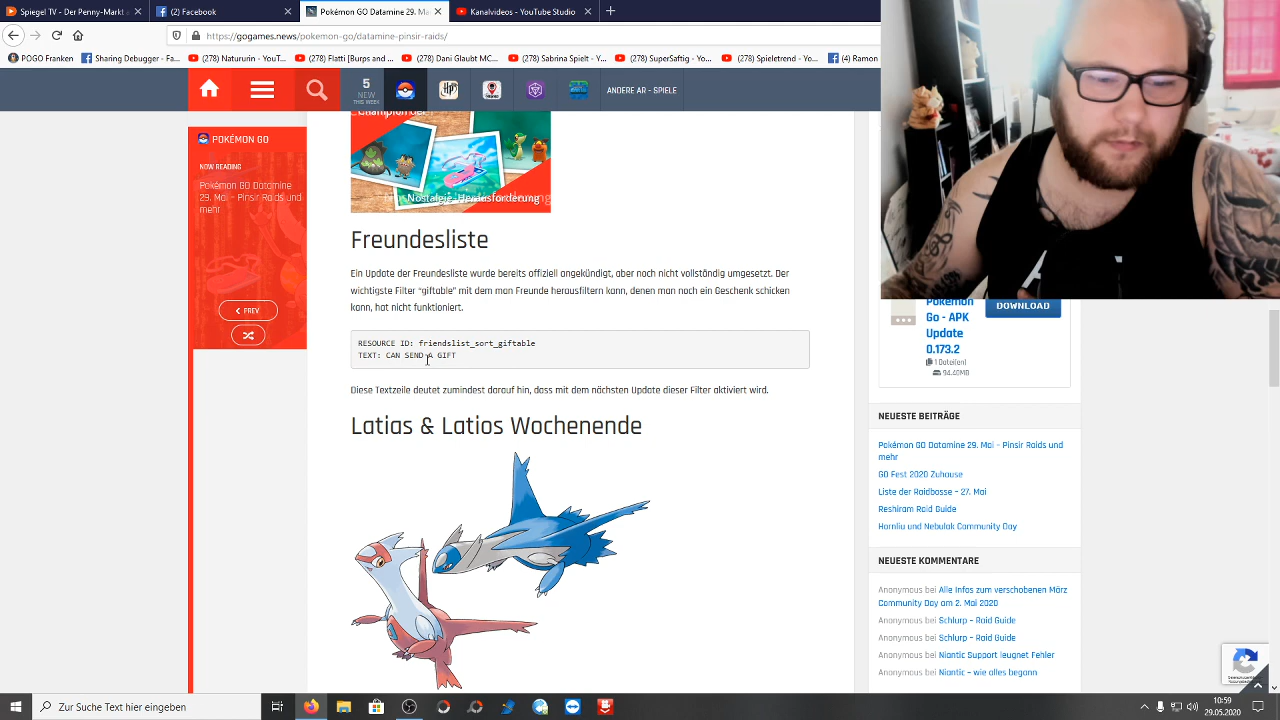 Spiegel TV - Der Penny-Markt a
(2) Facebook
Pokémon GO Datamine 29. Mai
Kanalvideos - YouTube Studio
https://gogames.news/pokemon-go/datamine-pinsir-raids/
POGO Franken
Sharing Debugger - Fa...
(278) Natururin - YouT...
(278) Flatti [Burgs z...
(278) Dani Glaubt MC...
(278) Sabrina Spielt - Y...
(278) SuperSaftig - Yo...
(278) Spieletrend - Yo...
(4) Ramon
5
NEW
THIS WEEK
ANDERE AR - SPIELE
POKÉMON GO
NOW READING
Pokémon GO Datamine
29. Mai – Pinsir Raids und
mehr
PREV
Nostalgie-Herausforderung
Freundesliste
Ein Update der Freundeslist wurde bereits officiell angekündigt, aber noch nicht vollständig umgesetzt. Der
wichtigste Filter “giftable” mit dem man Freunde herausfiltern kann, denen man noch ein Geschenk schicken
kann, hat nicht funktioniert.
RESOURCE ID: friendslist_sort_giftable
TEXT: CAN SEND A GIFT
Diese Textzeile deutet zumindest darauf hin, dass mit dem nächsten Update dieser Filter aktiviert wird.
Latias & Latios Wochenende
Pokemon
Go - APK
Update
0.173.2
DOWNLOAD
1 Datei(en)
94.40MB
NEUESTE BEITRÄGE
Pokémon GO Datamine 29. Mai – Pinsir Raids und
mehr
GO Fest 2020 Zuhause
Liste der Raidbosse – 27. Mai
Reshiram Raid Guide
Hornliu und Nebulak Community Day
NEUESTE KOMMENTARE
Anonymous bei Alle Infos zum verschobenen März
Community Day am 2. Mai 2020
Anonymous bei Schlurp – Raid Guide
Anonymous bei Schlurp – Raid Guide
Anonymous bei Niantic Support leugnet Fehler
Anonymous bei Niantic – wie alles begann
Zur Suche Text hier eingeben
10:59
29.05.2020